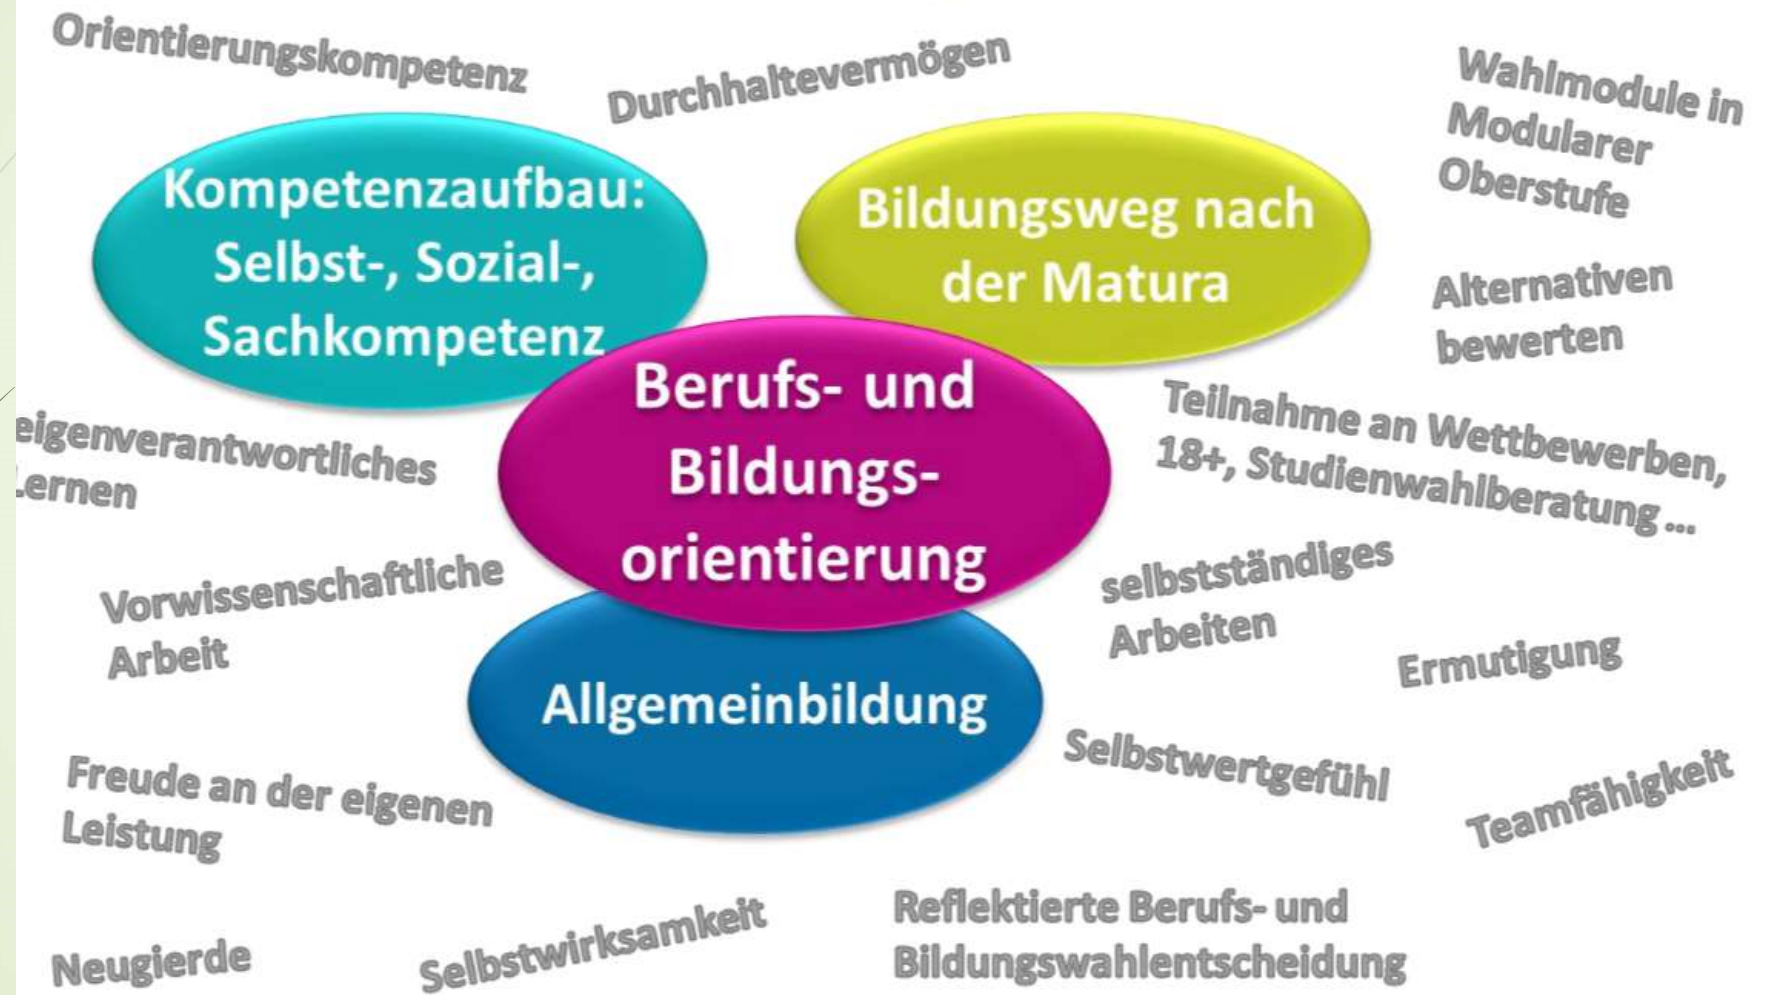 Orientierungskompetenz
Durchhaltevermögen
Wahlmodule in
Modularer
Oberstufe
Kompetenzaufbau:
Selbst-, Sozial-,
Sachkompetenz
Bildungsweg nach
der Matura
Alternativen
bewerten
Berufs- und
Bildungs-
orientierung
Teilnahme an Wettbewerben,
18+, Studienwahlberatung ...
eigenverantwortliches
Lernen
Vorwissenschaftliche
Arbeit
selbstständiges
Arbeiten
Ermutigung
Allgemeinbildung
Selbstwertgefühl
Freude an der eigenen
Leistung
Teamfähigkeit
Neugierde
Selbstwirksamkeit
Reflektierte Berufs- und
Bildungswahlentscheidung